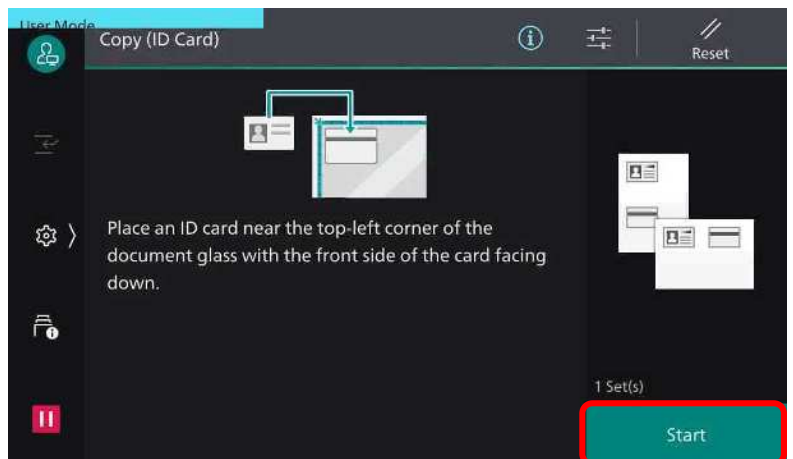 User Mode
Copy (ID Card)
Reset
Place an ID card near the top-left corner of the
document glass with the front side of the card facing
down.
1 Set(s)
Start